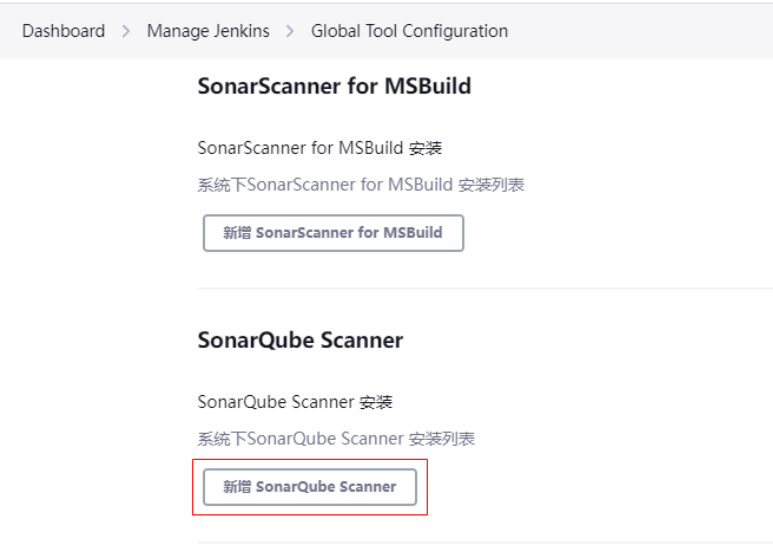 Dashboard > Manage Jenkins > Global Tool Configuration
SonarScanner for MSBuild
SonarScanner for MSBuild 安装
系统下SonarScanner for MSBuild 安装列表
新增 SonarScanner for MSBuild
SonarQube Scanner
SonarQube Scanner 安装
系统下SonarQube Scanner 安装列表
新增 SonarQube Scanner